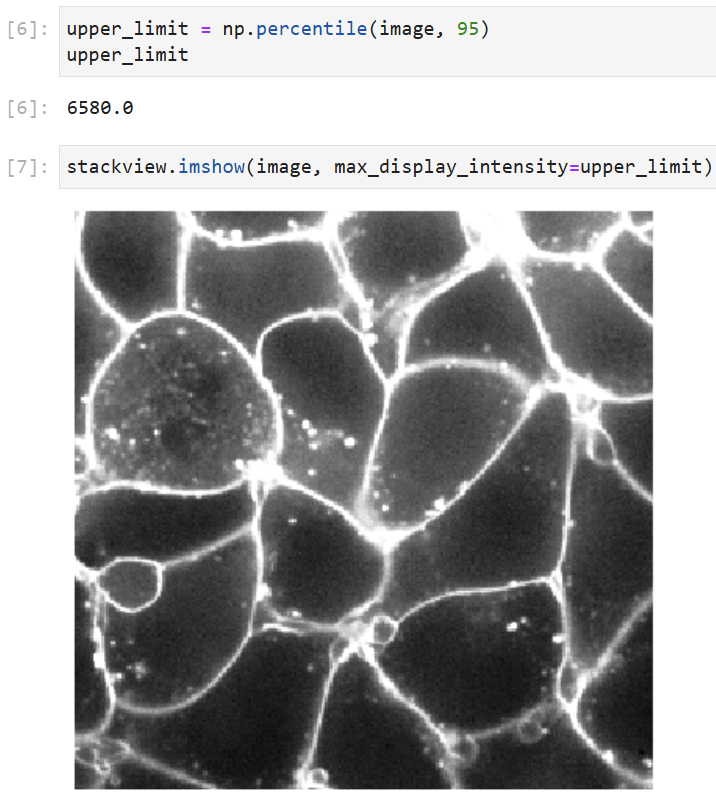 [6]: upper_limit = np.percentile(image, 95)
upper_limit
[6]: 6580.0
[7]: stackview.imshow(image, max_display_intensity=upper_limit)